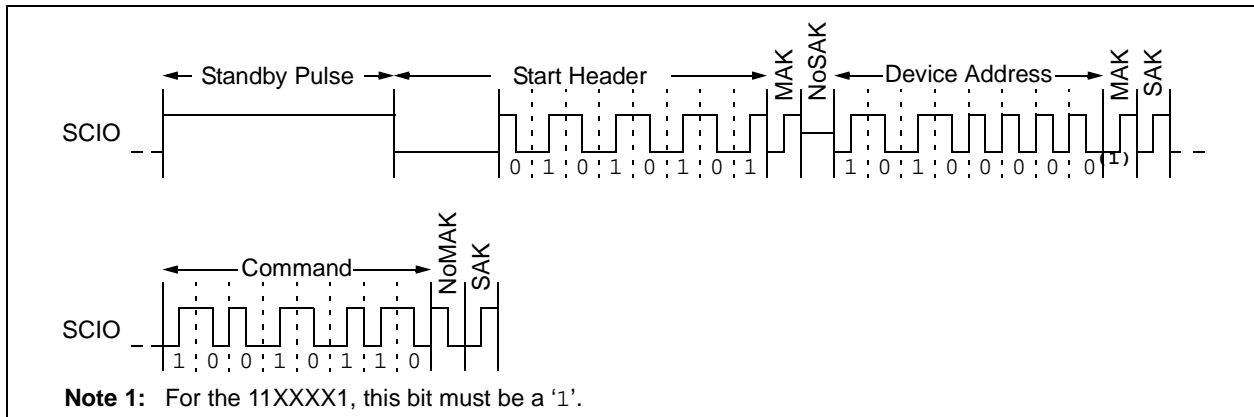 Standby Pulse Start Header MAK NoSAK Device Address MAK SAK
SCIO
0 1 0 1 0 1 0 1 1 0 1 0 0 0 0 0 (1)
Command NoMAK SAK
SCIO
1 0 0 1 0 1 1 0
Note 1: For the 11XXXX1, this bit must be a ‘1’.